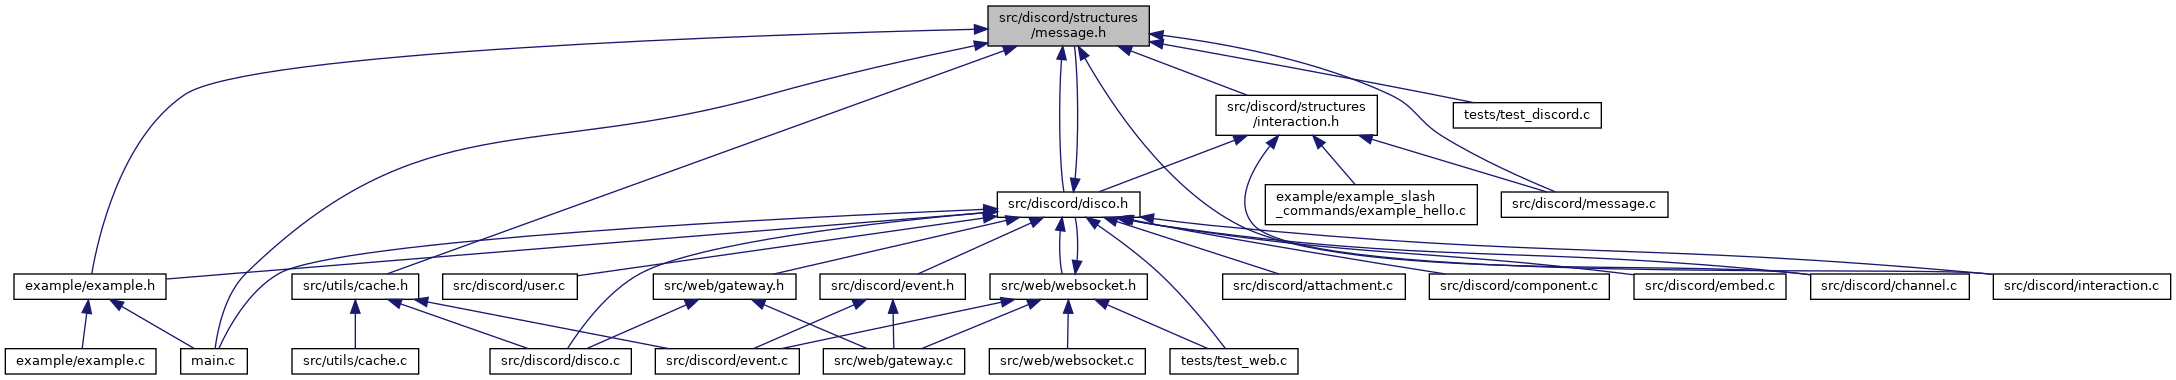 src/discord/structures
/message.h
src/discord/structures
/interaction.h
tests/test_discord.c
src/discord/disco.h
example/example_slash
_commands/example_hello.c
src/discord/message.c
example/example.h
src/utils/cache.h
src/discord/user.c
src/web/gateway.h
src/discord/event.h
src/web/websocket.h
src/discord/attachment.c
src/discord/component.c
src/discord/embed.c
src/discord/channel.c
src/discord/interaction.c
example/example.c
main.c
src/utils/cache.c
src/discord/disco.c
src/discord/event.c
src/web/gateway.c
src/web/websocket.c
tests/test_web.c